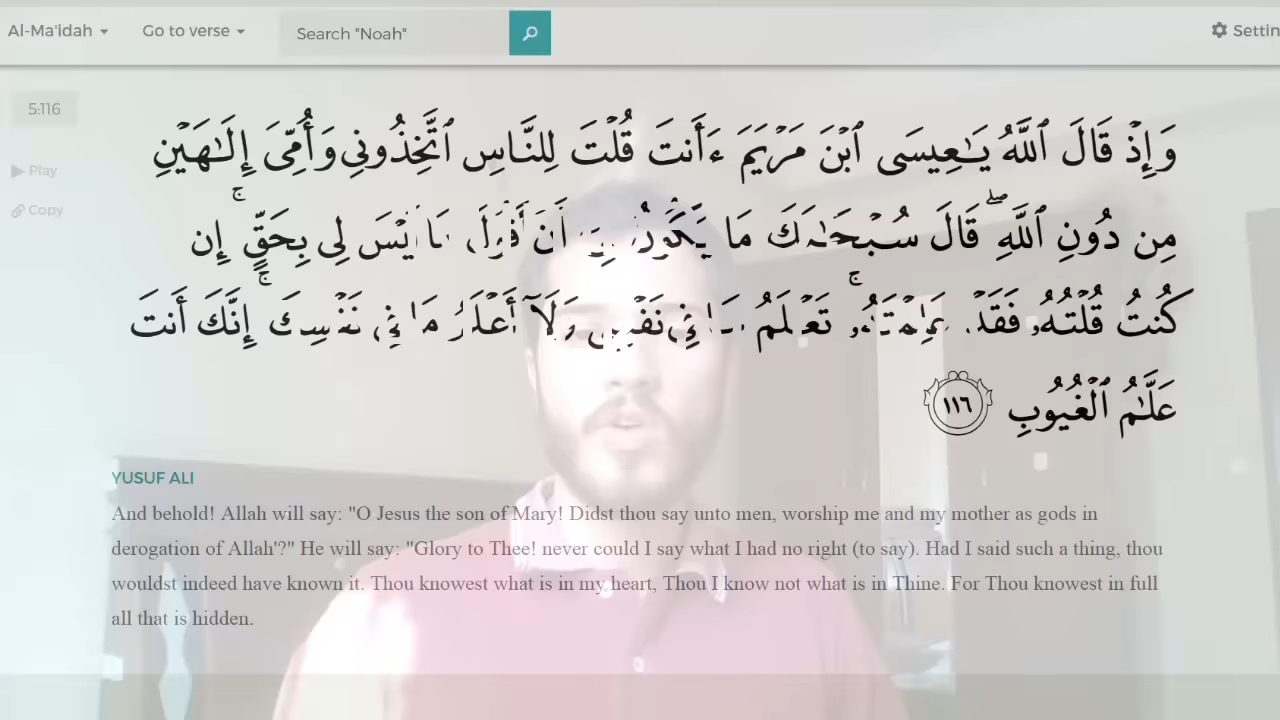 Al-Ma'idah
Go to verse
Search "Noah"
Settin
5:116
وَإِذْ قَالَ ٱللَّهُ يَـٰعِيسَى ٱبْنَ مَرْيَمَ ءَأَنتَ قُلْتَ لِلنَّاسِ ٱتَّخِذُونِى وَأُمِّىَ إِلَـٰهَيْنِ
Play
مِن دُونِ ٱللَّهِ ۖ قَالَ سُبْحَـٰنَكَ مَا يَكُونُ لِىٓ أَنْ أَقُولَ مَا لَيْسَ لِى بِحَقٍّ ۚ إِن
Copy
كُنتُ قُلْتُهُۥ فَقَدْ عَلِمْتَهُۥ ۚ تَعْلَمُ مَا فِى نَفْسِى وَلَآ أَعْلَمُ مَا فِى نَفْسِكَ ۚ إِنَّكَ أَنتَ
عَلَّـٰمُ ٱلْغُيُوبِ ١١٦
YUSUF ALI
And behold! Allah will say: "O Jesus the son of Mary! Didst thou say unto men, worship me and my mother as gods in
derogation of Allah'?" He will say: "Glory to Thee! never could I say what I had no right (to say). Had I said such a thing, thou
wouldst indeed have known it. Thou knowest what is in my heart, Thou I know not what is in Thine. For Thou knowest in full
all that is hidden.